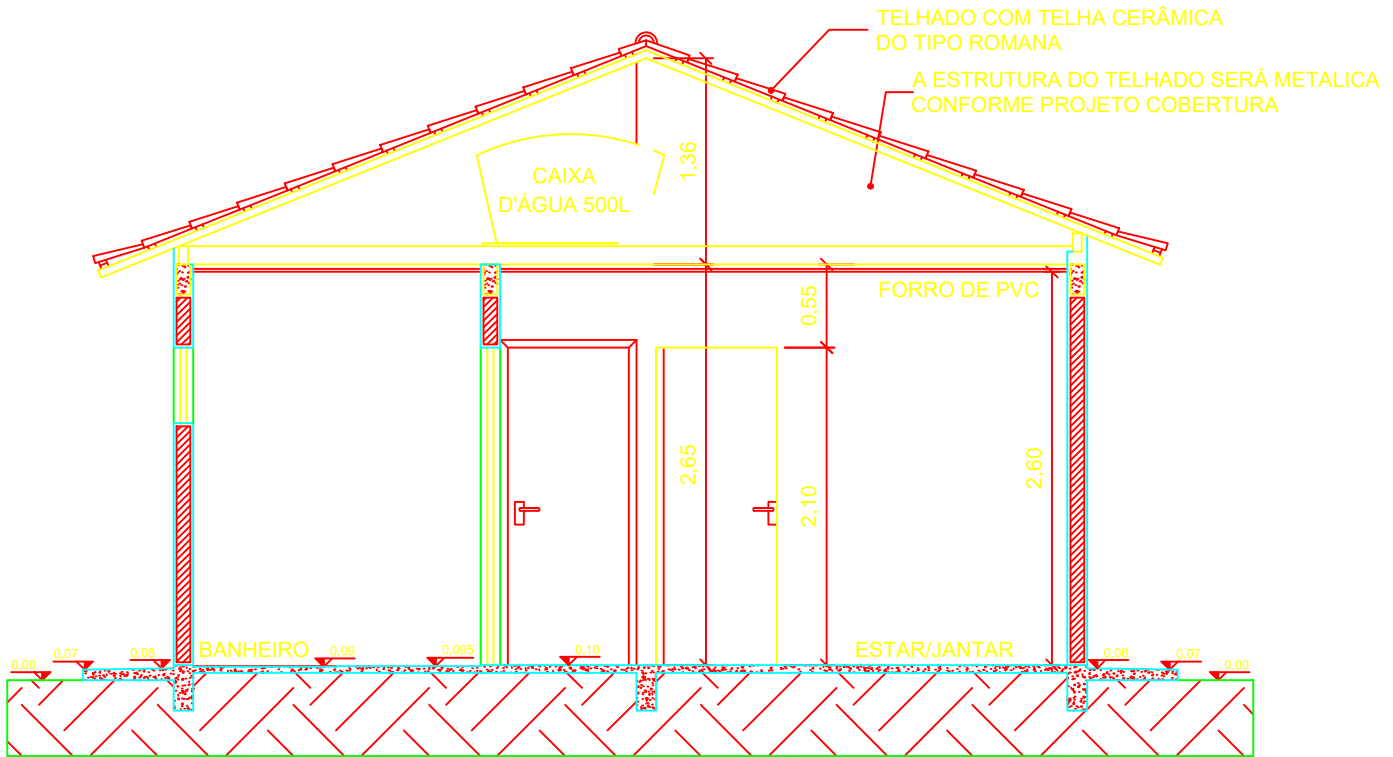 TELHADO COM TELHA CERÂMICA
DO TIPO ROMANA
A ESTRUTURA DO TELHADO SERÁ METALICA
CONFORME PROJETO COBERTURA
1,36
CAIXA
D'ÁGUA 500L
FORRO DE PVC
0,55
2,65
2,10
2,60
BANHEIRO
ESTAR/JANTAR
0,00
0,07
0,08
0,09
0,095
0,10
0,08
0,07
0,00